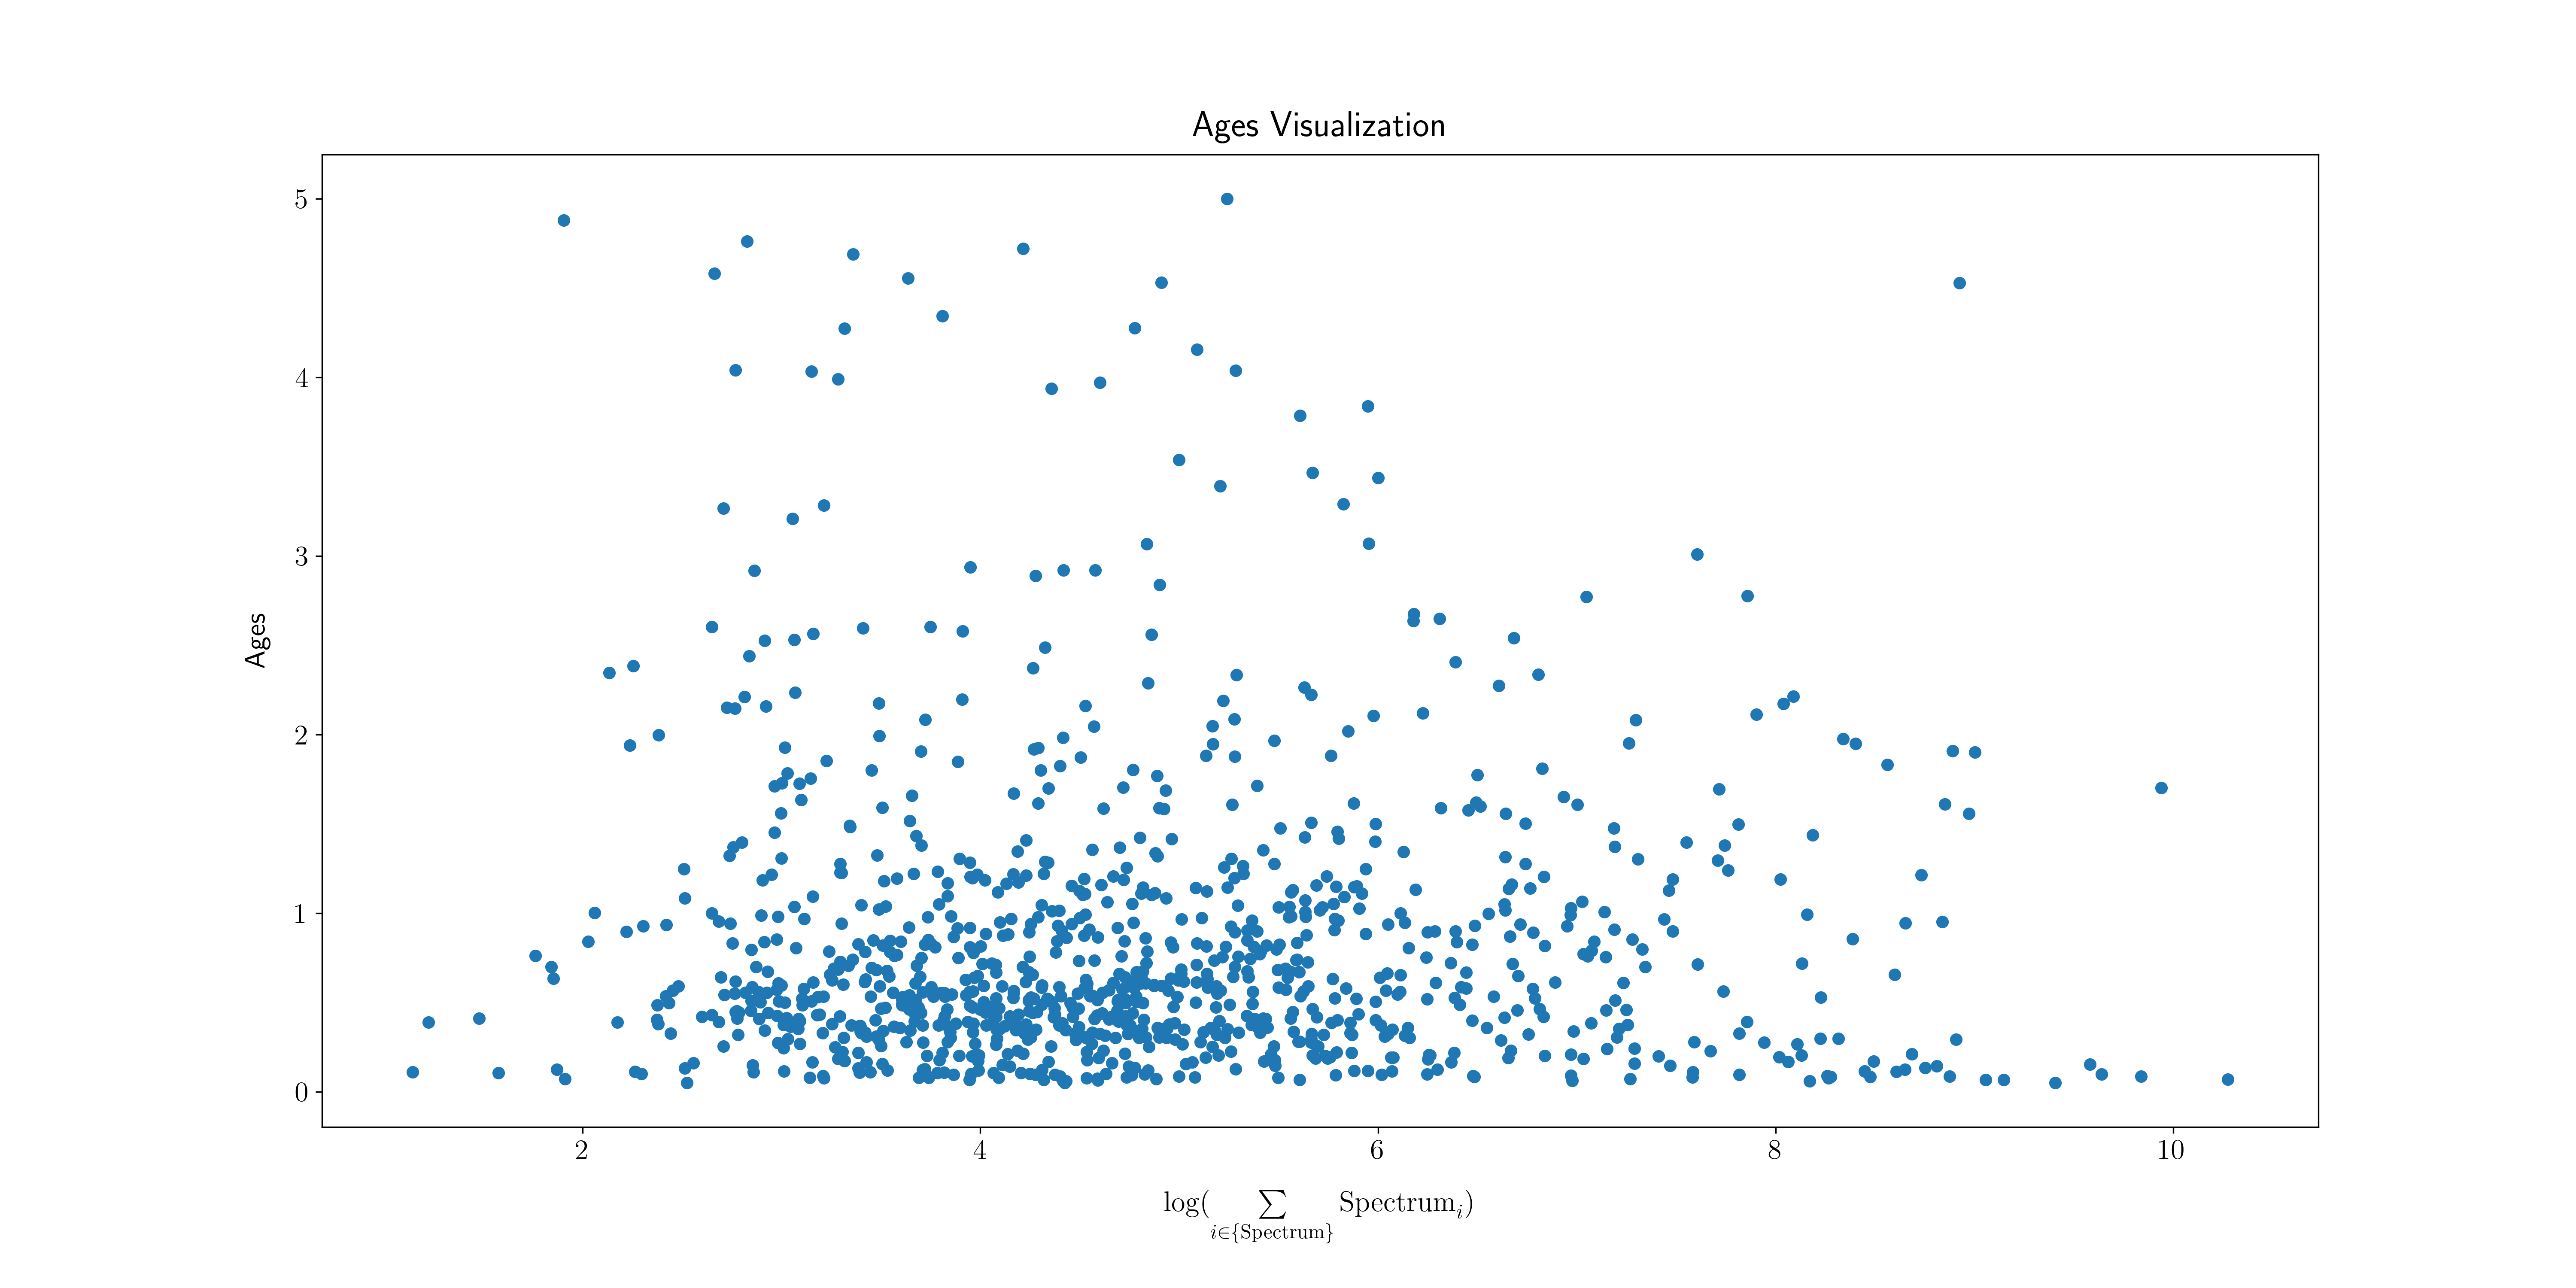 Ages Visualization
5
4
3
2
1
0
Ages
2 4 6 8 10
log( ∑ Spectrumᵢ)
i∈{Spectrum}